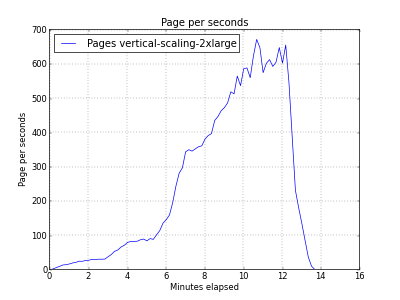 Page per seconds
Pages vertical-scaling-2xlarge
700
600
500
400
300
200
100
0
Page per seconds
0 2 4 6 8 10 12 14 16
Minutes elapsed